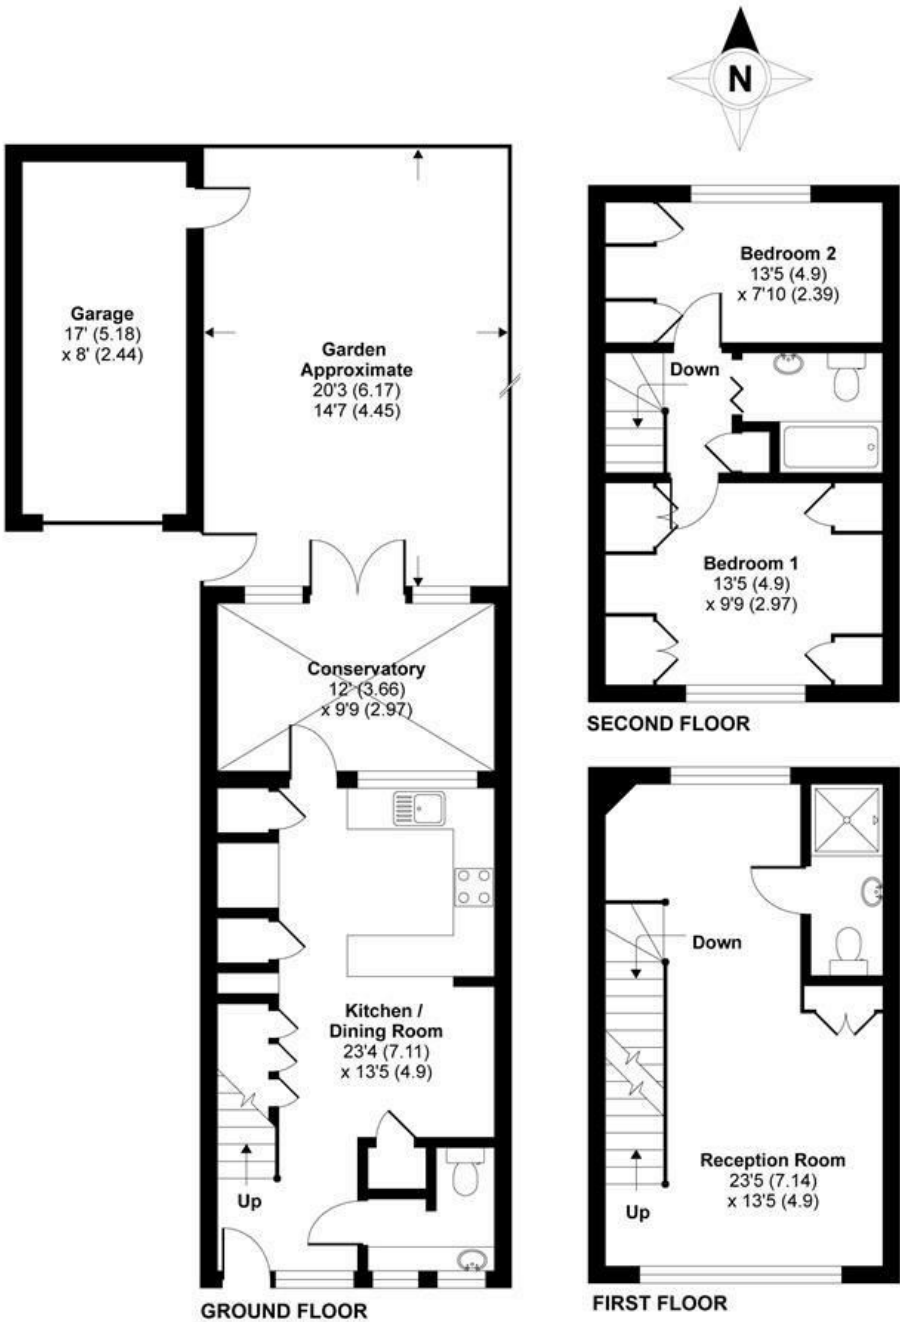 N
Garage
17' (5.18)
x 8' (2.44)
Garden
Approximate
20'3 (6.17)
14'7 (4.45)
Conservatory
12' (3.66)
x 9'9 (2.97)
Kitchen /
Dining Room
23'4 (7.11)
x 13'5 (4.9)
Up
GROUND FLOOR
Bedroom 2
13'5 (4.9)
x 7'10 (2.39)
Down
Bedroom 1
13'5 (4.9)
x 9'9 (2.97)
SECOND FLOOR
Down
Reception Room
23'5 (7.14)
x 13'5 (4.9)
Up
FIRST FLOOR